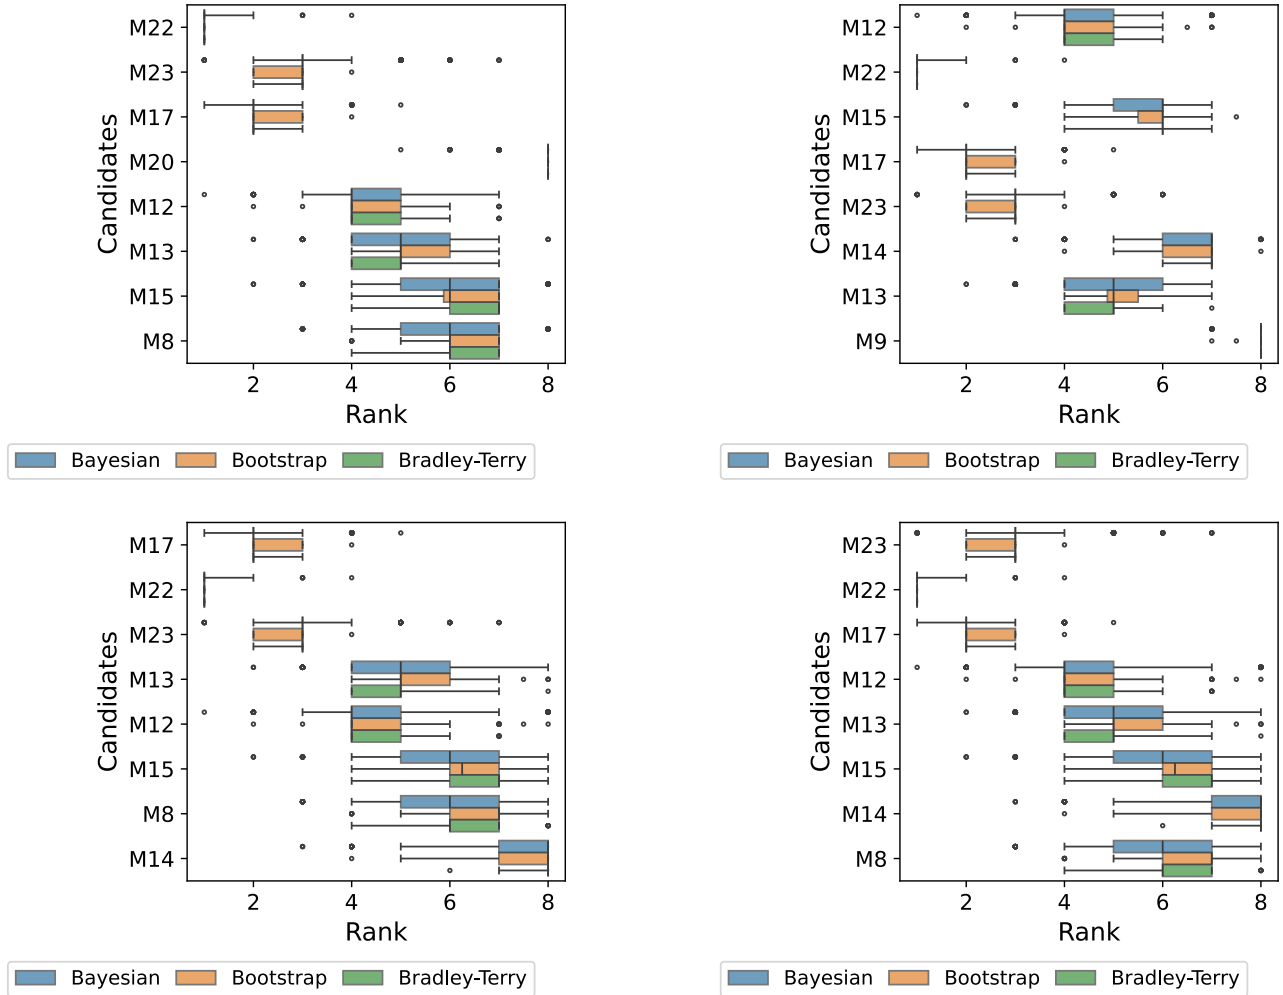 M22
M23
M17
M20
M12
M13
M15
M8
Candidates
2 4 6 8
Rank
Bayesian Bootstrap Bradley-Terry
M12
M22
M15
M17
M23
M14
M13
M9
Candidates
2 4 6 8
Rank
Bayesian Bootstrap Bradley-Terry
M17
M22
M23
M13
M12
M15
M8
M14
Candidates
2 4 6 8
Rank
Bayesian Bootstrap Bradley-Terry
M23
M22
M17
M12
M13
M15
M14
M8
Candidates
2 4 6 8
Rank
Bayesian Bootstrap Bradley-Terry